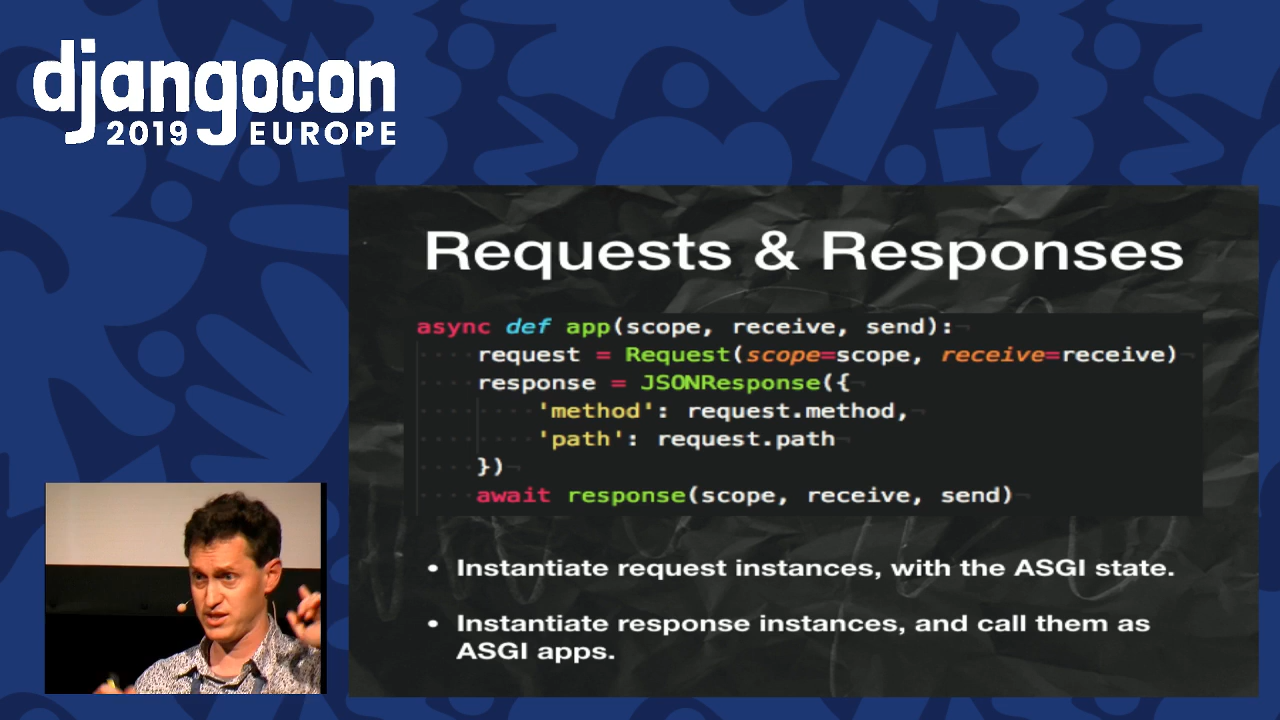 djangocon
2019 EUROPE
Requests & Responses
async def app(scope, receive, send):
request = Request(scope=scope, receive=receive)
response = JSONResponse({
'method': request.method,
'path': request.path
})
await response(scope, receive, send)
• Instantiate request instances, with the ASGI state.
• Instantiate response instances, and call them as
ASGI apps.